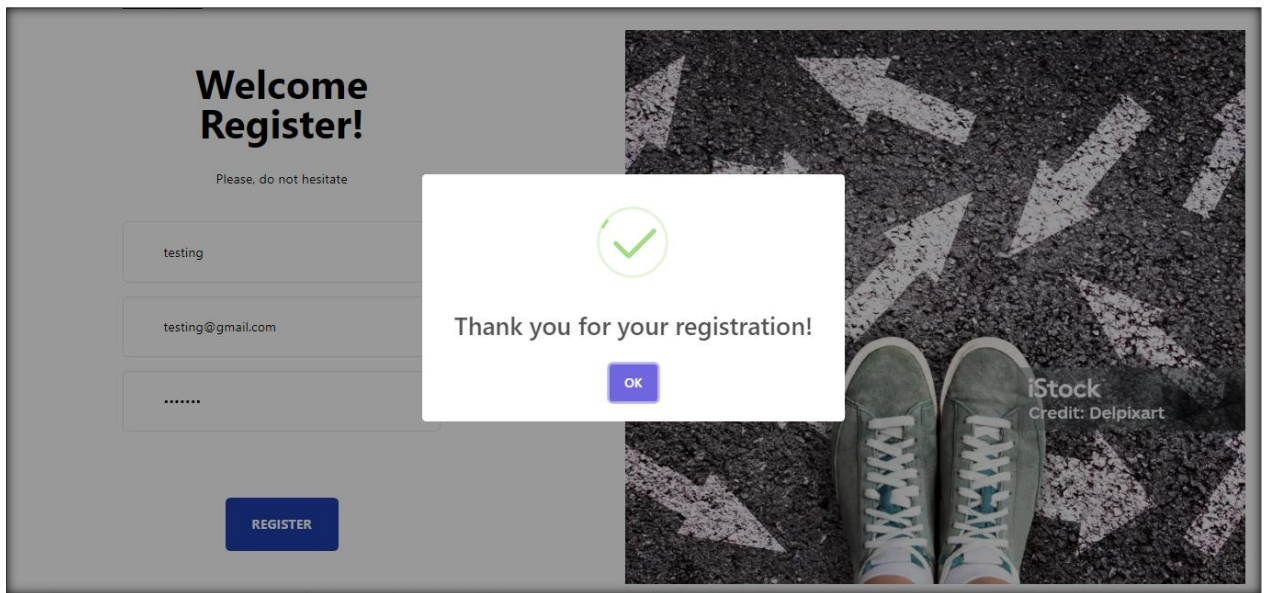 Welcome
Register!
Please, do not hesitate
testing
testing@gmail.com
•••••••
REGISTER
Thank you for your registration!
OK
iStock
Credit: Delpixart